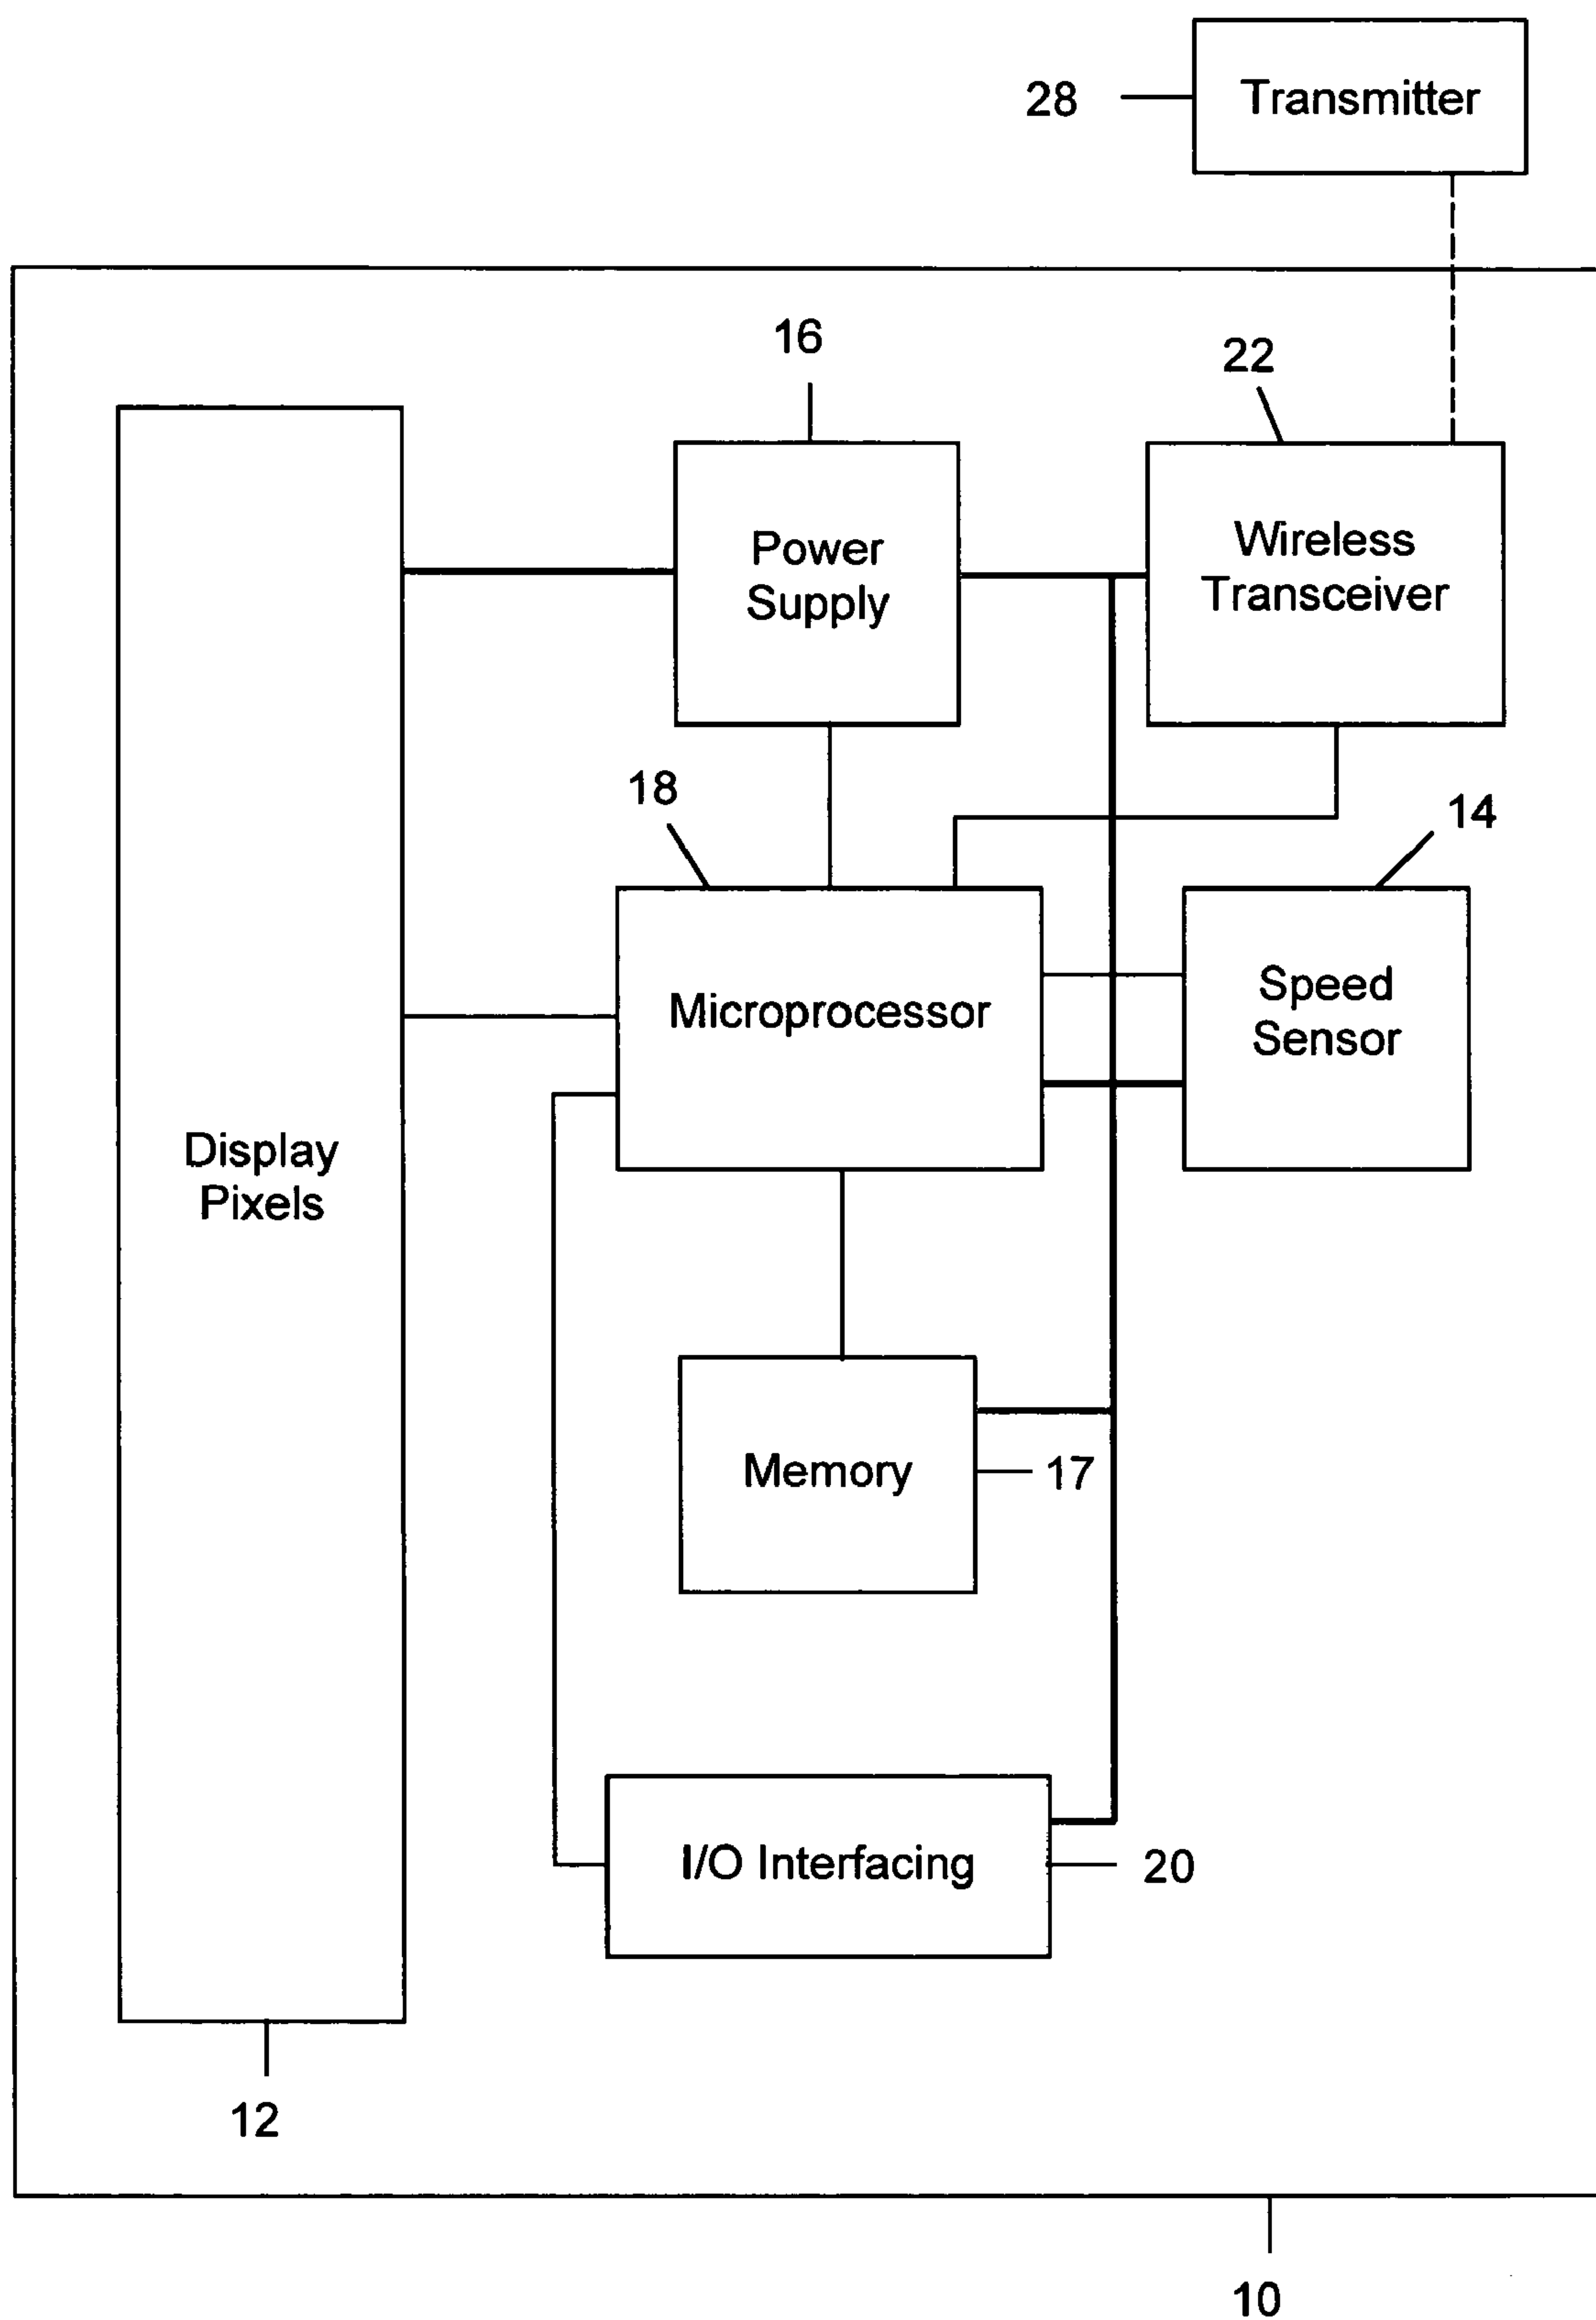 28
Transmitter
16
22
Power
Supply
Wireless
Transceiver
18
14
Microprocessor
Speed
Sensor
Display
Pixels
Memory
17
I/O Interfacing
20
12
10